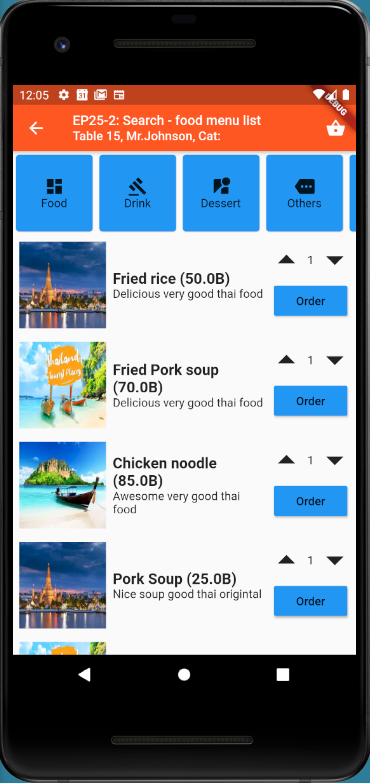 12:05
31
DEBUG
EP25-2: Search - food menu list
Table 15, Mr.Johnson, Cat:
Food
Drink
Dessert
Others
Fried rice (50.0B)
Delicious very good thai food
1
Order
Thailand
Tourist Places
Fried Pork soup
(70.0B)
Delicious very good thai food
1
Order
Chicken noodle
(85.0B)
Awesome very good thai
food
1
Order
Pork Soup (25.0B)
Nice soup good thai origintal
1
Order